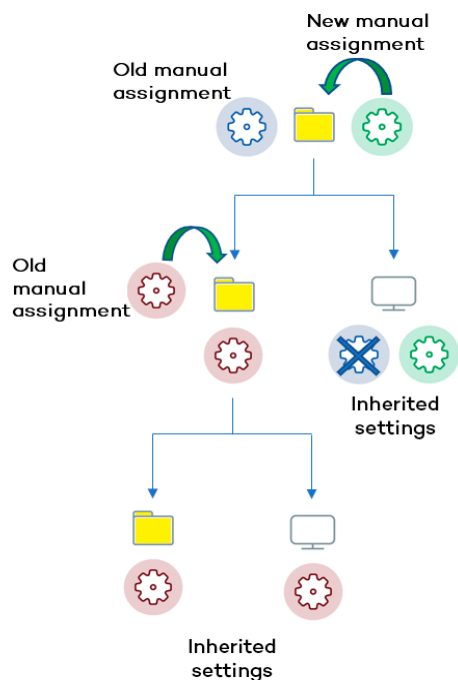 New manual
assignment
Old manual
assignment
Old
manual
assignment
Inherited
settings
Inherited
settings